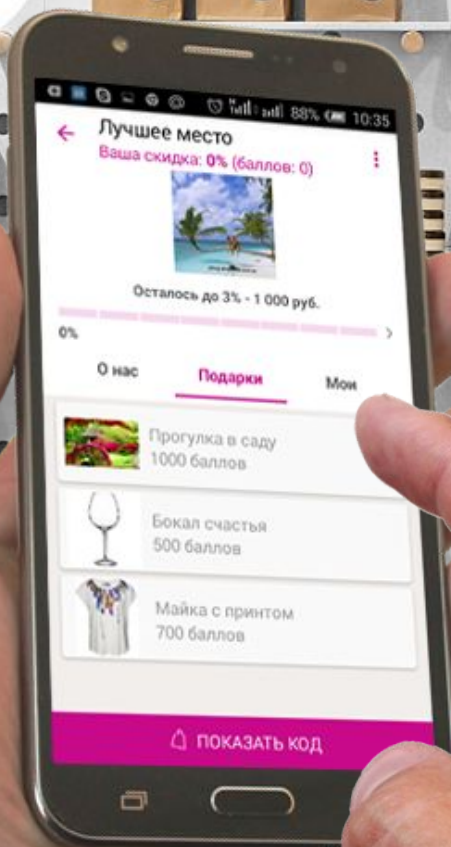 88% 10:35
Лучшее место
Ваша скидка: 0% (баллов: 0)
Осталось до 3% - 1 000 руб.
0%
О нас
Подарки
Мои
Прогулка в саду
1000 баллов
Бокал счастья
500 баллов
Майка с принтом
700 баллов
ПОКАЗАТЬ КОД